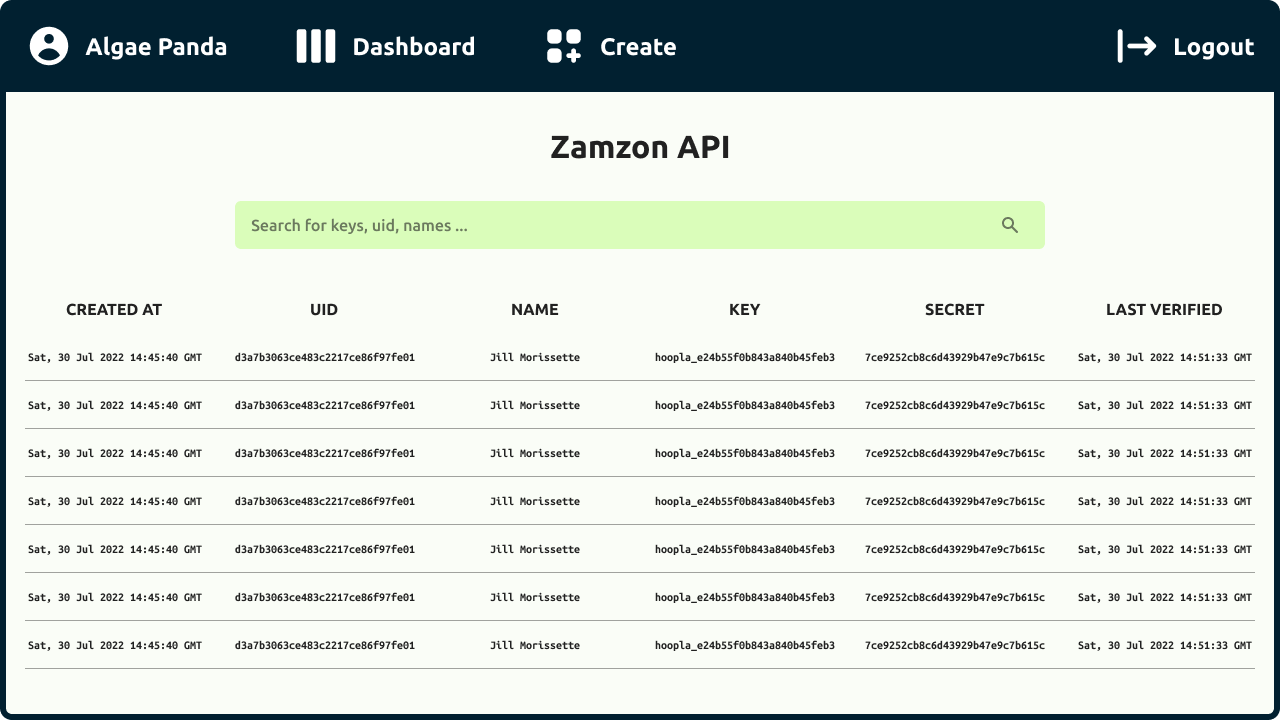 Algae Panda Dashboard Create Logout
Zamzon API
Search for keys, uid, names ...
CREATED AT UID NAME KEY SECRET LAST VERIFIED
Sat, 30 Jul 2022 14:45:40 GMT d3a7b3063ce483c2217ce86f97fe01 Jill Morissette hoopla_e24b55f0b843a840b45feb3 7ce9252cb8c6d43929b47e9c7b615c Sat, 30 Jul 2022 14:51:33 GMT
Sat, 30 Jul 2022 14:45:40 GMT d3a7b3063ce483c2217ce86f97fe01 Jill Morissette hoopla_e24b55f0b843a840b45feb3 7ce9252cb8c6d43929b47e9c7b615c Sat, 30 Jul 2022 14:51:33 GMT
Sat, 30 Jul 2022 14:45:40 GMT d3a7b3063ce483c2217ce86f97fe01 Jill Morissette hoopla_e24b55f0b843a840b45feb3 7ce9252cb8c6d43929b47e9c7b615c Sat, 30 Jul 2022 14:51:33 GMT
Sat, 30 Jul 2022 14:45:40 GMT d3a7b3063ce483c2217ce86f97fe01 Jill Morissette hoopla_e24b55f0b843a840b45feb3 7ce9252cb8c6d43929b47e9c7b615c Sat, 30 Jul 2022 14:51:33 GMT
Sat, 30 Jul 2022 14:45:40 GMT d3a7b3063ce483c2217ce86f97fe01 Jill Morissette hoopla_e24b55f0b843a840b45feb3 7ce9252cb8c6d43929b47e9c7b615c Sat, 30 Jul 2022 14:51:33 GMT
Sat, 30 Jul 2022 14:45:40 GMT d3a7b3063ce483c2217ce86f97fe01 Jill Morissette hoopla_e24b55f0b843a840b45feb3 7ce9252cb8c6d43929b47e9c7b615c Sat, 30 Jul 2022 14:51:33 GMT
Sat, 30 Jul 2022 14:45:40 GMT d3a7b3063ce483c2217ce86f97fe01 Jill Morissette hoopla_e24b55f0b843a840b45feb3 7ce9252cb8c6d43929b47e9c7b615c Sat, 30 Jul 2022 14:51:33 GMT